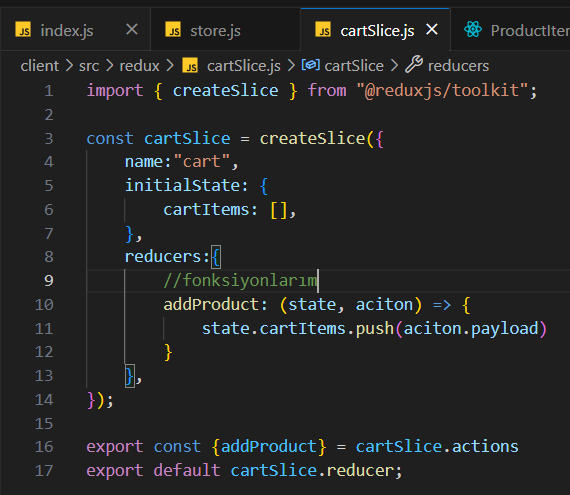 JS index.js × JS store.js JS cartSlice.js × ProductIter
client > src > redux > JS cartSlice.js > cartSlice > reducers
1 import { createSlice } from "@reduxjs/toolkit";
2
3 const cartSlice = createSlice({
4     name:"cart",
5     initialState: {
6         cartItems: [],
7     },
8     reducers:{
9         //fonksiyonlarım
10         addProduct: (state, aciton) => {
11             state.cartItems.push(aciton.payload)
12         }
13     },
14 });
15
16 export const {addProduct} = cartSlice.actions
17 export default cartSlice.reducer;